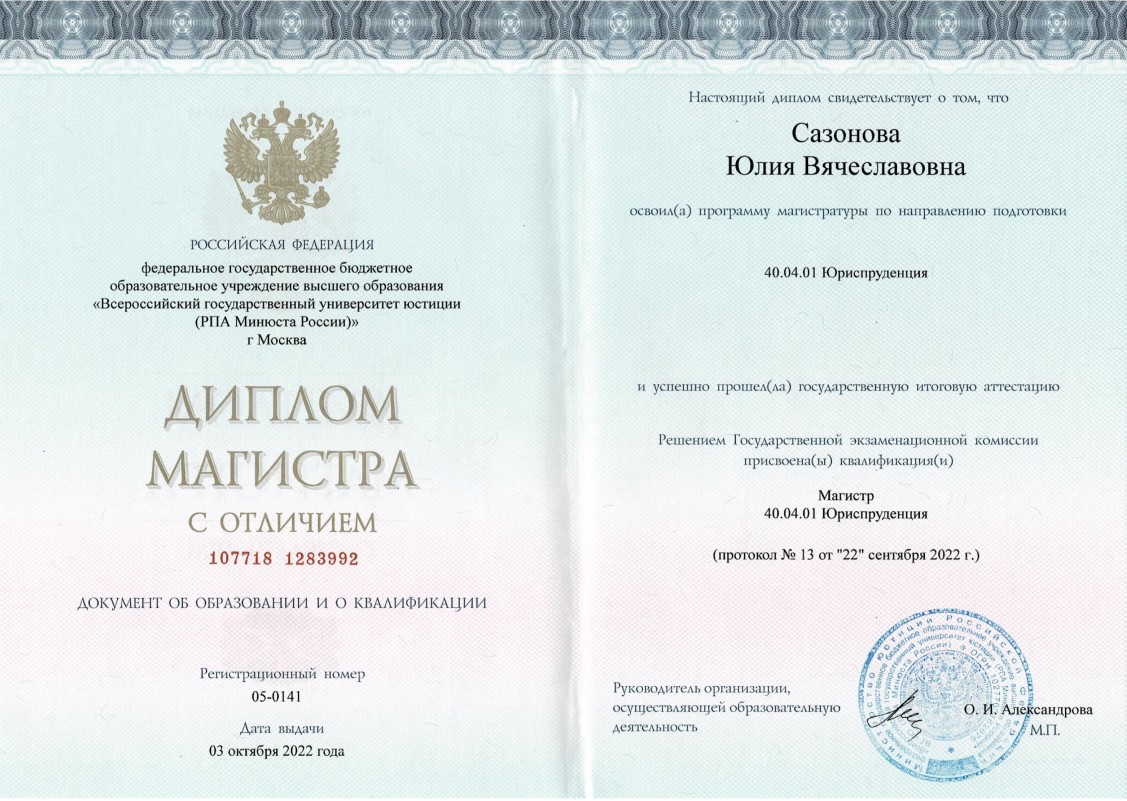 РОССИЙСКАЯ ФЕДЕРАЦИЯ
федеральное государственное бюджетное
образовательное учреждение высшего образования
«Всероссийский государственный университет юстиции
(РПА Минюста России)»
г Москва
ДИПЛОМ
МАГИСТРА
С ОТЛИЧИЕМ
107718 1283992
ДОКУМЕНТ ОБ ОБРАЗОВАНИИ И О КВАЛИФИКАЦИИ
Регистрационный номер
05-0141
Дата выдачи
03 октября 2022 года
Настоящий диплом свидетельствует о том, что
Сазонова
Юлия Вячеславовна
освоил(а) программу магистратуры по направлению подготовки
40.04.01 Юриспруденция
и успешно прошел(ла) государственную итоговую аттестацию
Решением Государственной экзаменационной комиссии
присвоена(ы) квалификация(и)
Магистр
40.04.01 Юриспруденция
(протокол № 13 от "22" сентября 2022 г.)
Руководитель организации,
осуществляющей образовательную
деятельность
О. И. Александрова
М.П.